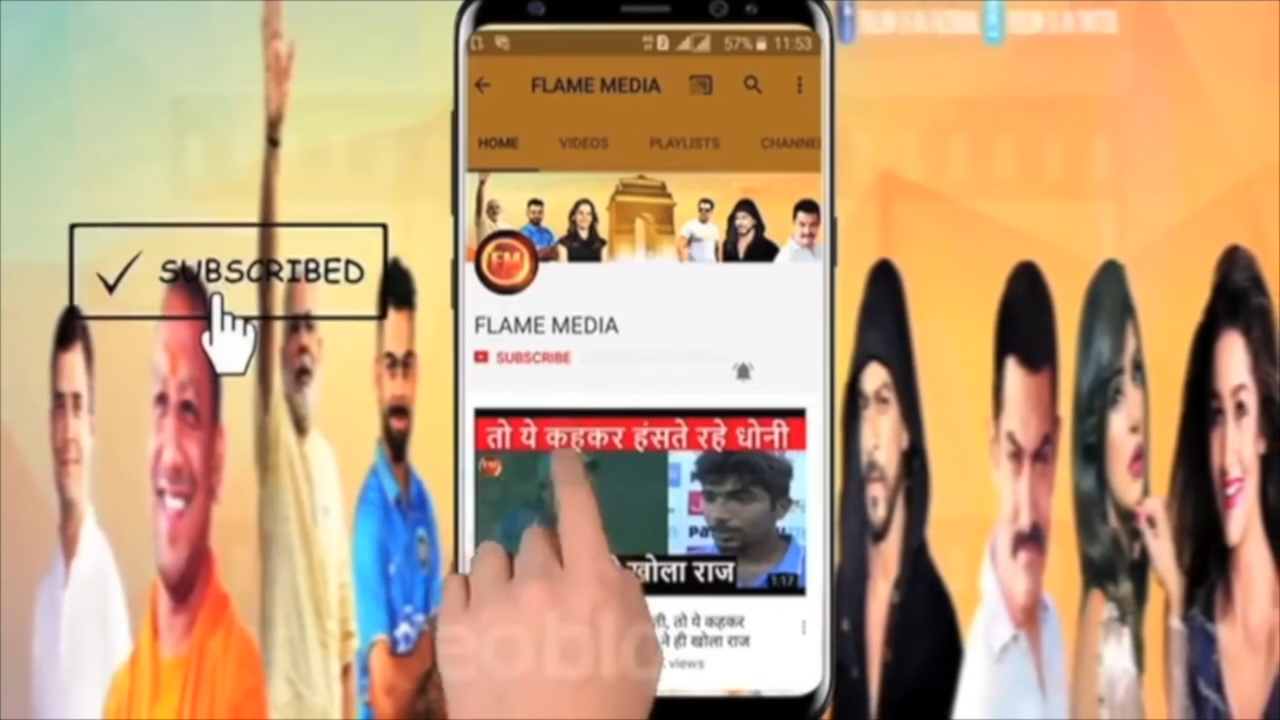 57% 11:53
FLAME MEDIA
HOME VIDEOS PLAYLISTS CHANNE
SUBSCRIBED
FM
FLAME MEDIA
SUBSCRIBE
तो ये कहकर हंसते रहे धोनी
खोला राज
1:17
तो ये कहकर
ने ही खोला राज
views